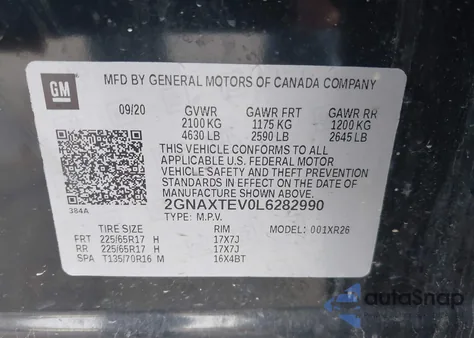 GM
MFD BY GENERAL MOTORS OF CANADA COMPANY
09/20 GVWR GAWR FRT GAWR RR
2100 KG 1175 KG 1200 KG
4630 LB 2590 LB 2645 LB
THIS VEHICLE CONFORMS TO ALL
APPLICABLE U.S. FEDERAL MOTOR
VEHICLE SAFETY AND THEFT PREVENTION
STANDARDS IN EFFECT ON THE DATE OF
MANUFACTURE SHOWN ABOVE.
384A 2GNAXTEV0L6282990
TYPE: M.P.V.
TIRE SIZE RIM MODEL: 001XR26
FRT 225/65R17 H 17X7J
RR 225/65R17 H 17X7J
SPA T135/70R16 M 16X4BT
autoSnap